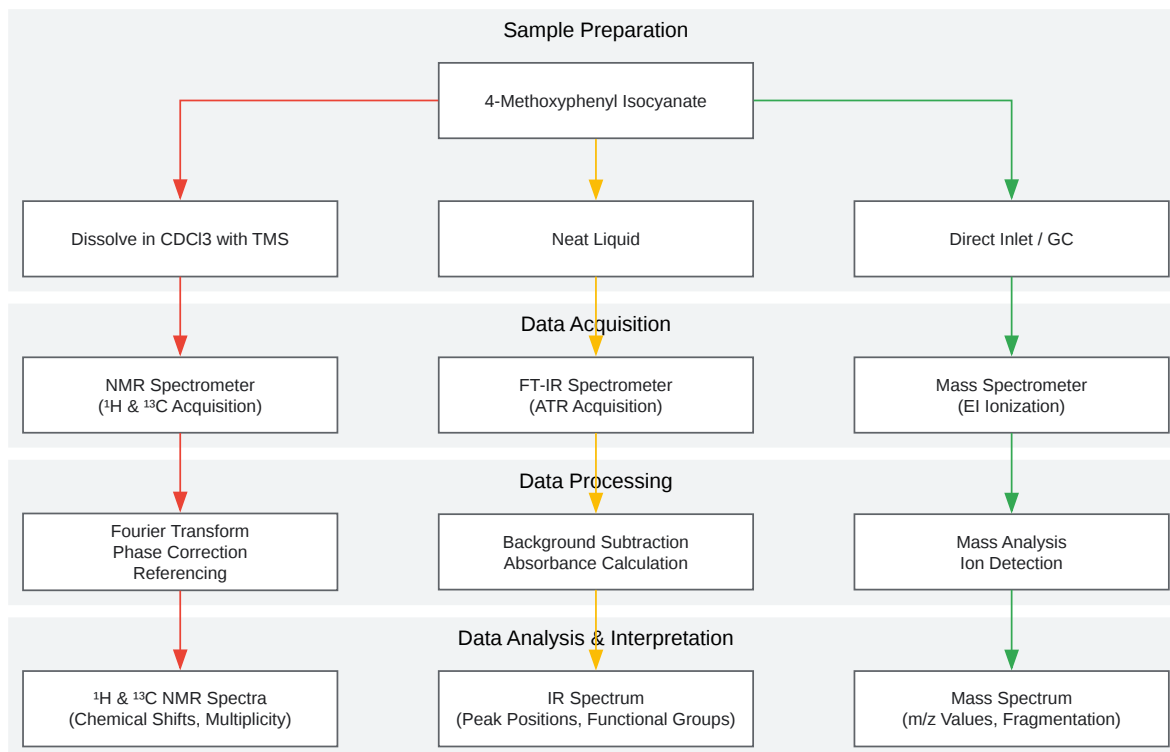 Sample Preparation
4-Methoxyphenyl Isocyanate
Dissolve in CDCl3 with TMS
Neat Liquid
Direct Inlet / GC
Data Acquisition
NMR Spectrometer
(¹H & ¹³C Acquisition)
FT-IR Spectrometer
(ATR Acquisition)
Mass Spectrometer
(EI Ionization)
Data Processing
Fourier Transform
Phase Correction
Referencing
Background Subtraction
Absorbance Calculation
Mass Analysis
Ion Detection
Data Analysis & Interpretation
¹H & ¹³C NMR Spectra
(Chemical Shifts, Multiplicity)
IR Spectrum
(Peak Positions, Functional Groups)
Mass Spectrum
(m/z Values, Fragmentation)